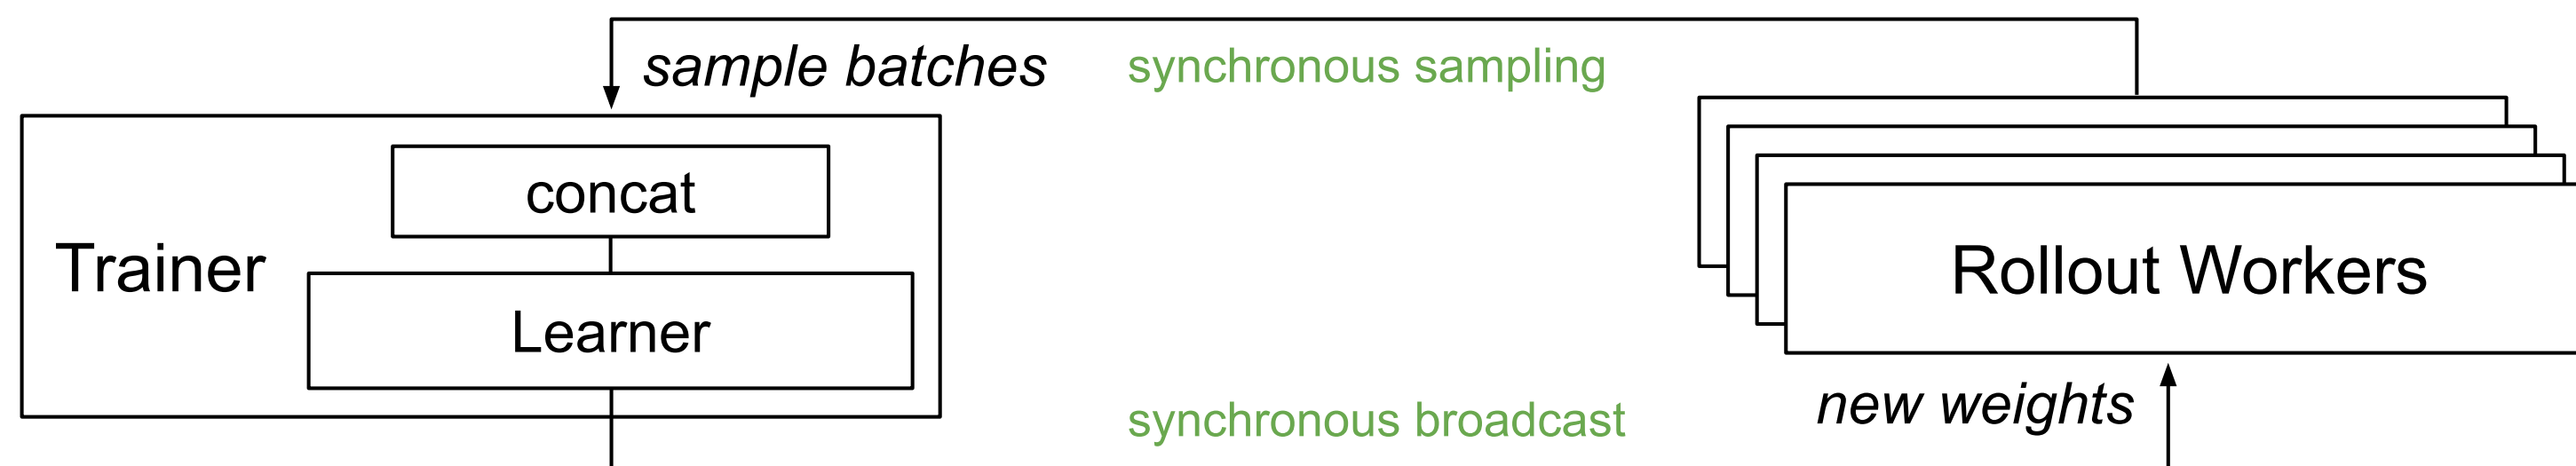 sample batches
synchronous sampling
concat
Trainer
Learner
Rollout Workers
synchronous broadcast
new weights